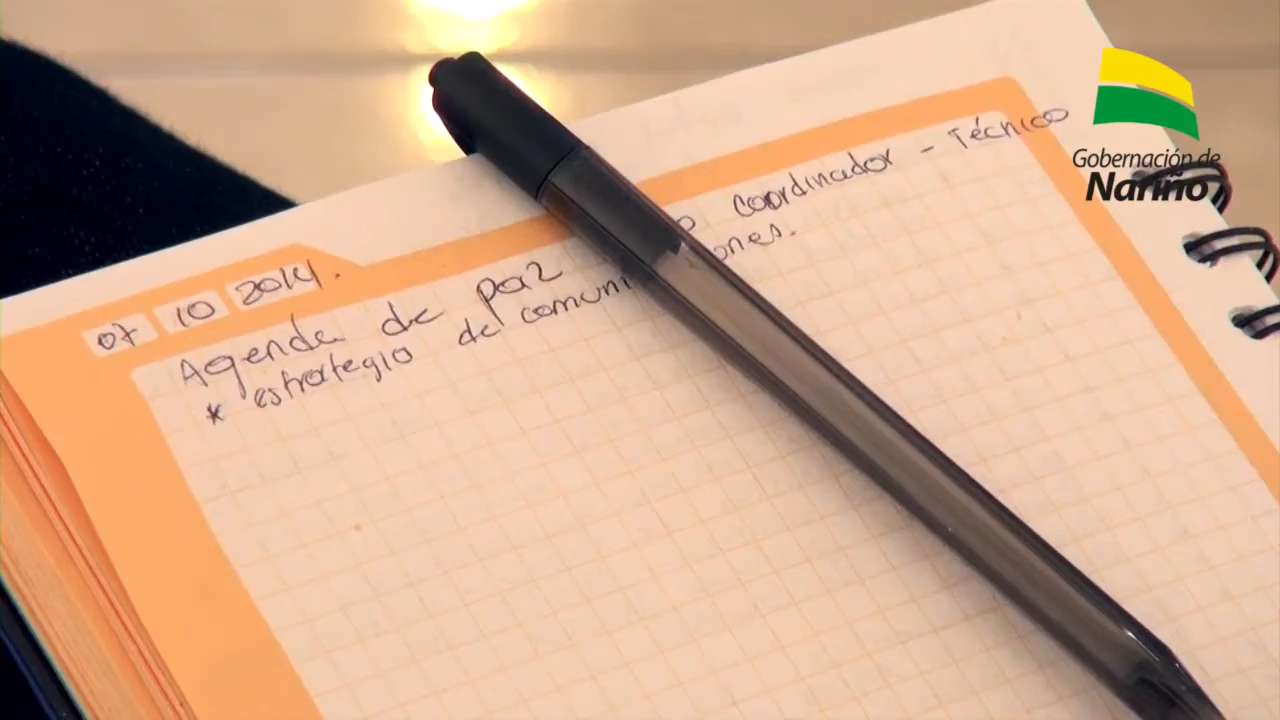 07 10 2014.
Agenda de paz coordinador - Técnico
* estrategia de comuni ones.
Gobernación de
Nariño